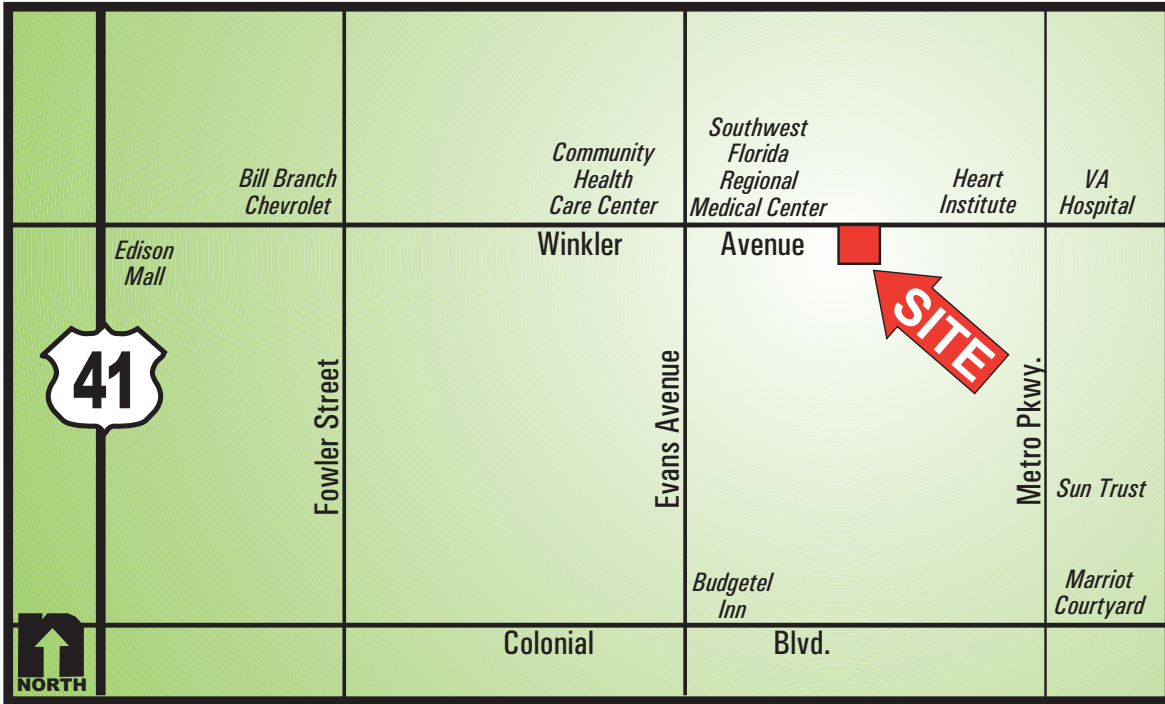 Bill Branch
Chevrolet
Community
Health
Care Center
Southwest
Florida
Regional
Medical Center
Heart
Institute
VA
Hospital
Edison
Mall
Winkler Avenue
SITE
41
Fowler Street
Evans Avenue
Metro Pkwy.
Sun Trust
Budgetel
Inn
Marriot
Courtyard
Colonial Blvd.
n
NORTH